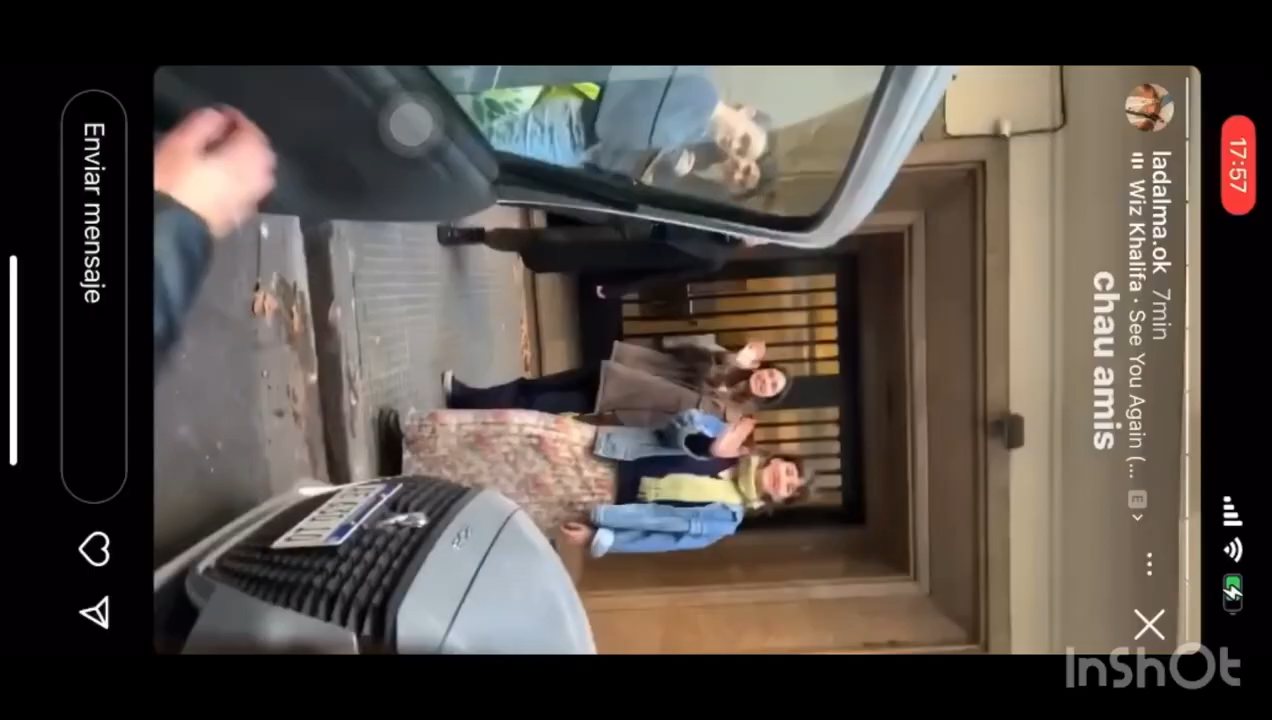 17:57
ladalma.ok 7min
Wiz Khalifa · See You Again (... E >
chau amis
Enviar mensaje
InShOt